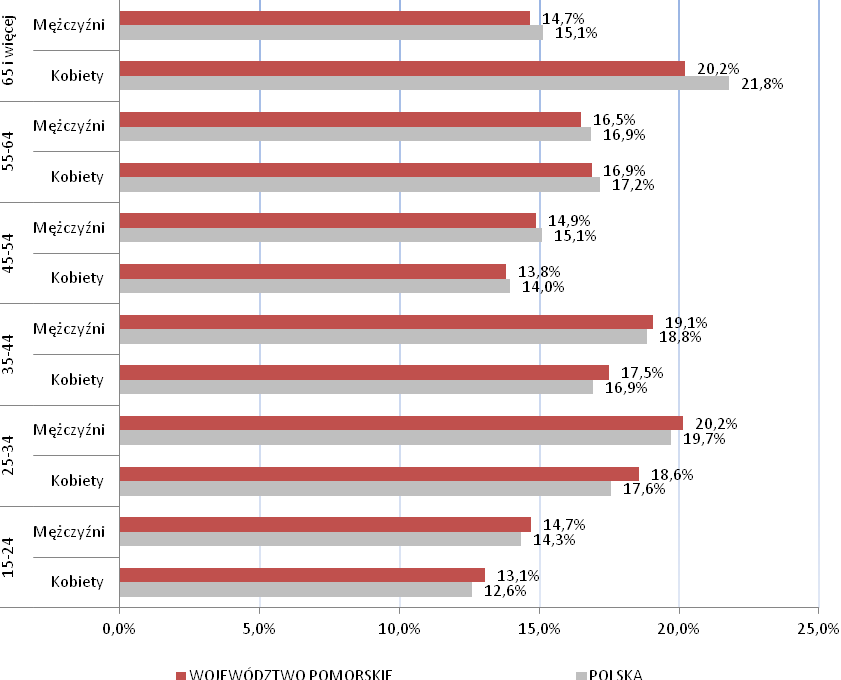 65 i więcej
Mężczyźni
14,7%
15,1%
Kobiety
20,2%
21,8%
55-64
Mężczyźni
16,5%
16,9%
Kobiety
16,9%
17,2%
45-54
Mężczyźni
14,9%
15,1%
Kobiety
13,8%
14,0%
35-44
Mężczyźni
19,1%
18,8%
Kobiety
17,5%
16,9%
25-34
Mężczyźni
20,2%
19,7%
Kobiety
18,6%
17,6%
15-24
Mężczyźni
14,7%
14,3%
Kobiety
13,1%
12,6%
0,0% 5,0% 10,0% 15,0% 20,0% 25,0%
WOJEWÓDZTWO POMORSKIE POLSKA